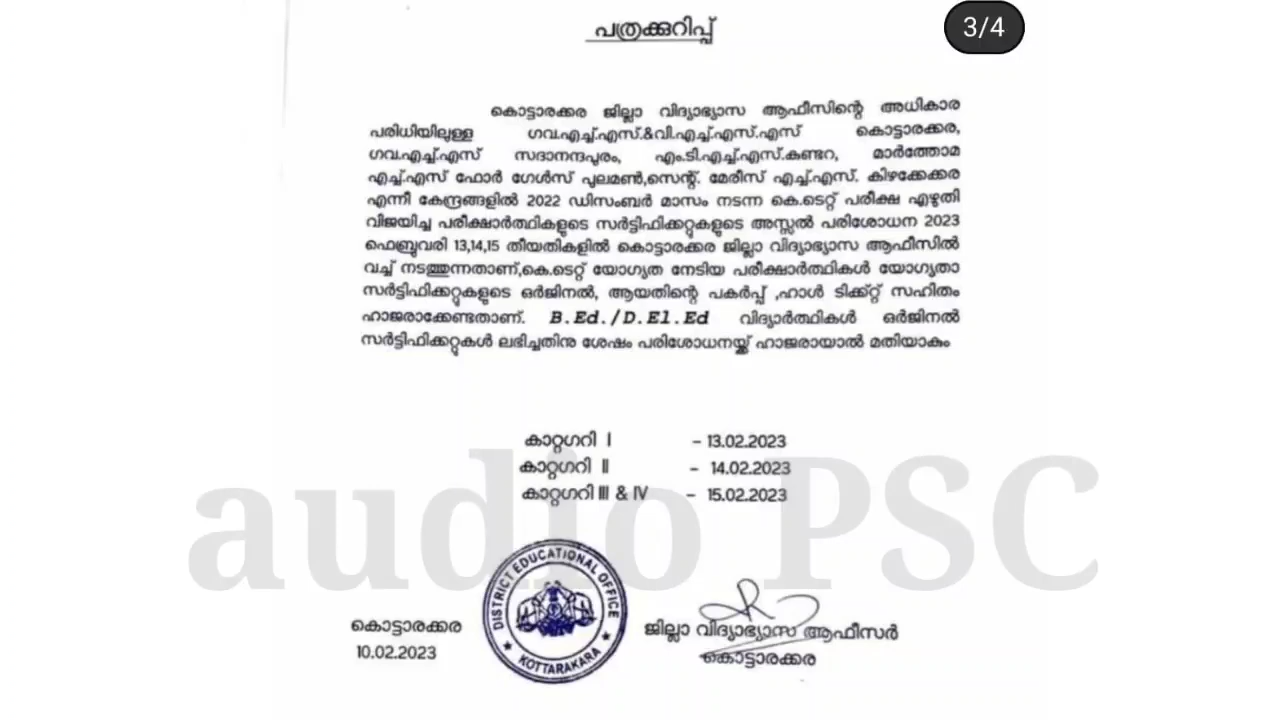 3/4
പത്രക്കുറിപ്പ്
കൊട്ടാരക്കര ജില്ലാ വിദ്യാഭ്യാസ ആഫീസിന്റെ അധികാര
പരിധിയിലുള്ള ഗവ.എച്ച്.എസ്.&വി.എച്ച്.എസ്.എസ് കൊട്ടാരക്കര,
ഗവ.എച്ച്.എസ് സദാനന്ദപുരം, എം.ടി.എച്ച്.എസ്.കുണ്ടറ, മാർത്തോമ
എച്ച്.എസ് ഫോർ ഗേൾസ് പുലമൺ,സെന്റ്. മേരീസ് എച്ച്.എസ്. കിഴക്കേക്കര
എന്നീ കേന്ദ്രങ്ങളിൽ 2022 ഡിസംബർ മാസം നടന്ന കെ.ടെറ്റ് പരീക്ഷ എഴുതി
വിജയിച്ച പരീക്ഷാർത്ഥികളുടെ സർട്ടിഫിക്കറ്റുകളുടെ അസ്സൽ പരിശോധന 2023
ഫെബ്രുവരി 13,14,15 തീയതികളിൽ കൊട്ടാരക്കര ജില്ലാ വിദ്യാഭ്യാസ ആഫീസിൽ
വച്ച് നടത്തുന്നതാണ്,കെ.ടെറ്റ് യോഗ്യത നേടിയ പരീക്ഷാർത്ഥികൾ യോഗ്യതാ
സർട്ടിഫിക്കറ്റുകളുടെ ഒർജിനൽ, ആയതിന്റെ പകർപ്പ് ,ഹാൾ ടിക്ക്റ്റ് സഹിതം
ഹാജരാക്കേണ്ടതാണ്. B.Ed./D.El.Ed വിദ്യാർത്ഥികൾ ഒർജിനൽ
സർട്ടിഫിക്കറ്റുകൾ ലഭിച്ചതിനു ശേഷം പരിശോധനയ്ക്ക് ഹാജരായാൽ മതിയാകും
കാറ്റഗറി I - 13.02.2023
കാറ്റഗറി II - 14.02.2023
കാറ്റഗറി III & IV - 15.02.2023
audio PSC
DISTRICT EDUCATIONAL OFFICE
★ KOTTARAKARA ★
കൊട്ടാരക്കര
10.02.2023
ജില്ലാ വിദ്യാഭ്യാസ ആഫീസർ
കൊട്ടാരക്കര